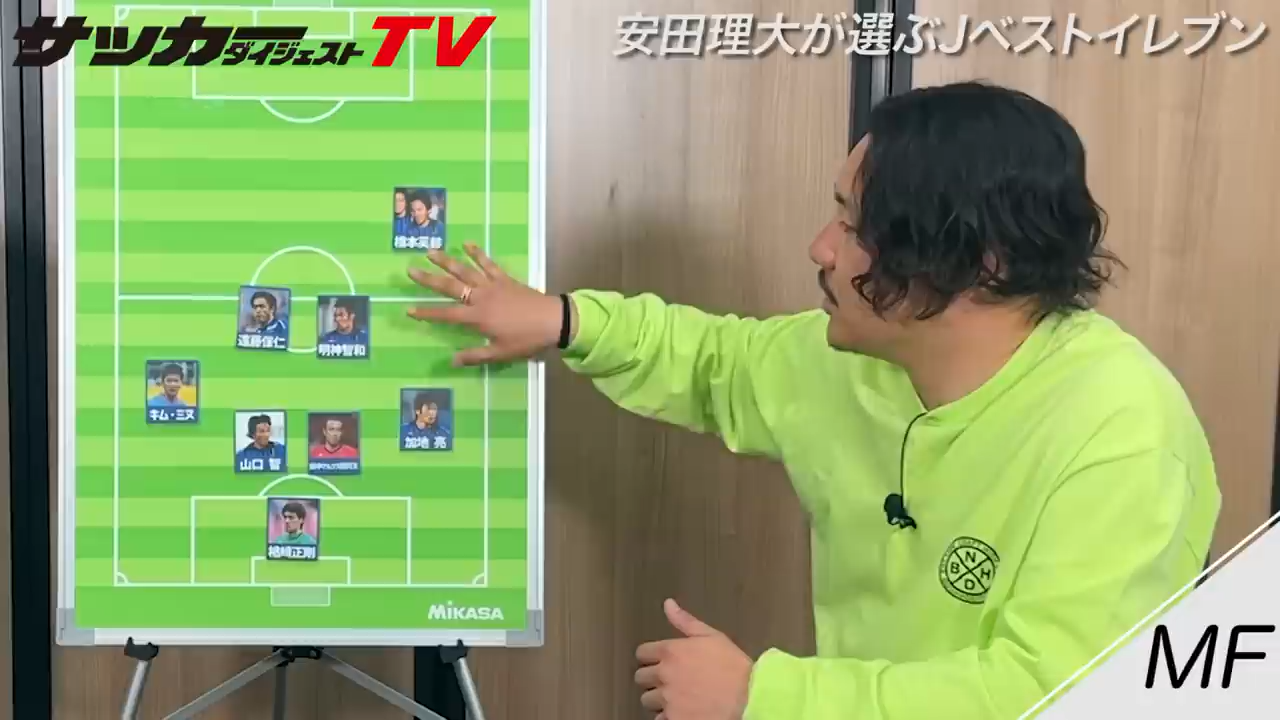 サッカーダイジェストTV
安田理大が選ぶJベストイレブン
橋本英郎
遠藤保仁
明神智和
キム・ミヌ
加地 亮
山口 智
楢﨑正剛
MIKASA
N
B H
D
MF